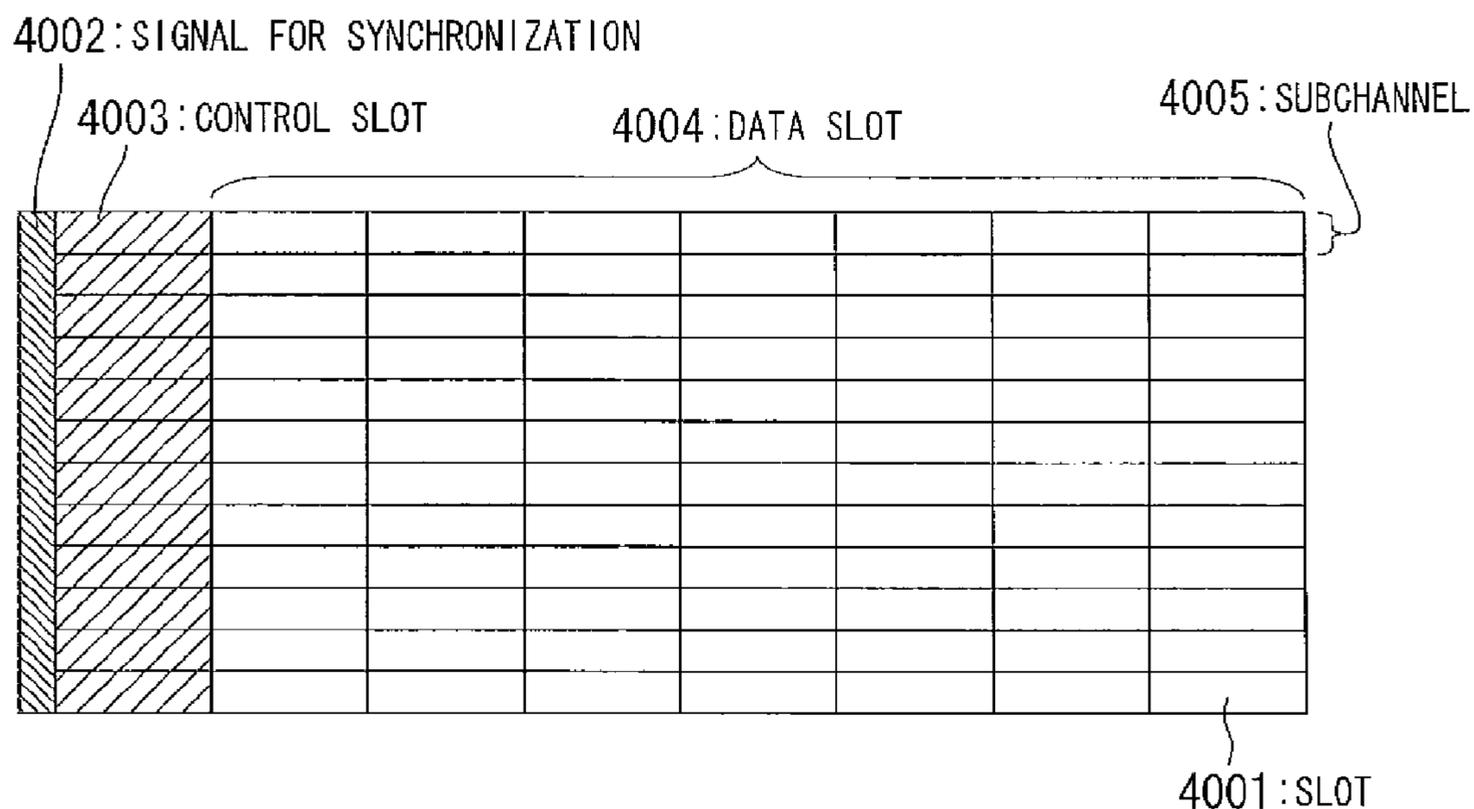 4002:SIGNAL FOR SYNCHRONIZATION
4003:CONTROL SLOT
4004:DATA SLOT
4005:SUBCHANNEL
4001:SLOT